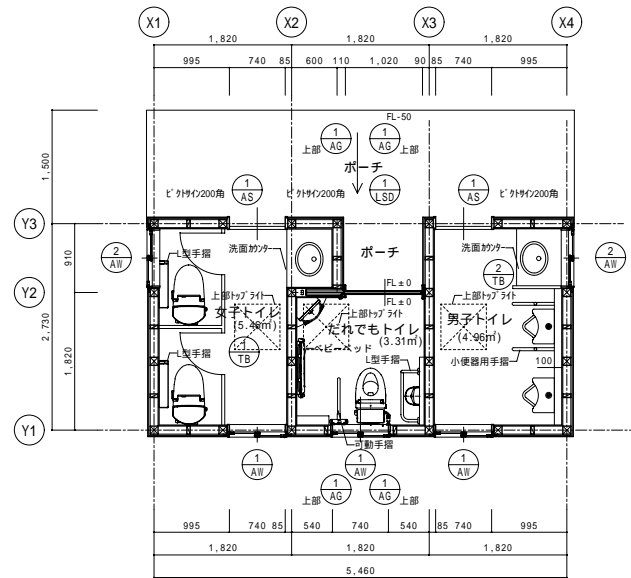 X1 X2 X3 X4
1,820 1,820 1,820
995 740 85 600 110 1,020 90 85 740 995
FL-50
上部 1 AG 1 AG 上部
ポーチ
1,500
ピクトサイン200角 1 AS ピクトサイン200角 1 LSD 1 AS ピクトサイン200角
Y3
L型手摺 洗面カウンター ポーチ 洗面カウンター
2 AW 2 AW
910
2 TB
FL±0
Y2
FL±0
上部トップライト 上部トップライト 上部トップライト
女子トイレ だれでもトイレ 男子トイレ
(3.31㎡) (4.96㎡)
2,730
1,820
L型手摺 1 TB ベビーベッド L型手摺 小便器用手摺
100
Y1
可動手摺
1 AW 1 AW 1 AW
上部 1 AG 1 AG 上部
995 740 85 540 740 540 85 740 995
1,820 1,820 1,820
5,460